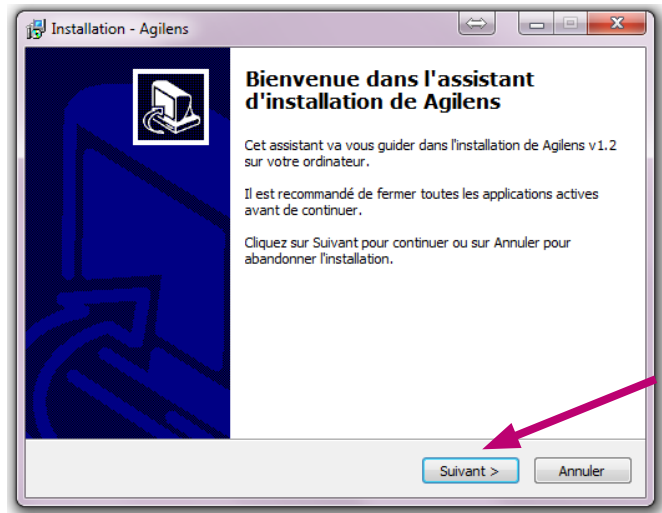 Installation - Agilens
Bienvenue dans l'assistant
d'installation de Agilens
Cet assistant va vous guider dans l'installation de Agilens v1.2
sur votre ordinateur.
Il est recommandé de fermer toutes les applications actives
avant de continuer.
Cliquez sur Suivant pour continuer ou sur Annuler pour
abandonner l'installation.
Suivant >
Annuler